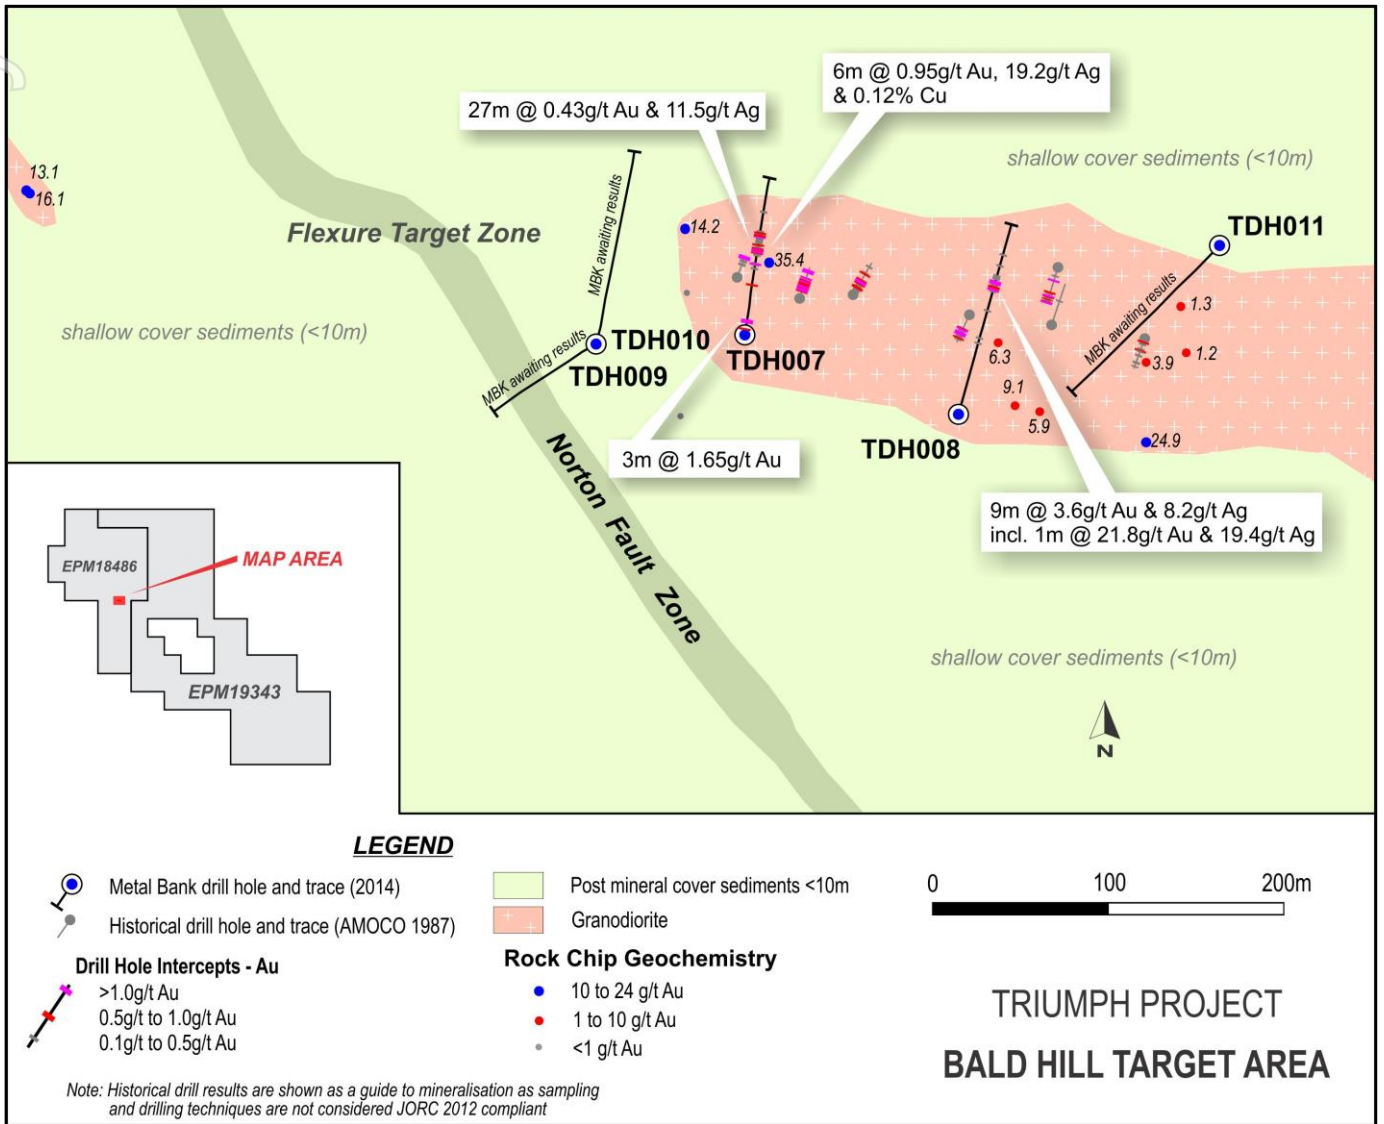 6m @ 0.95g/t Au, 19.2g/t Ag
& 0.12% Cu
27m @ 0.43g/t Au & 11.5g/t Ag
shallow cover sediments (<10m)
13.1
16.1
MBK awaiting results
14.2
TDH011
Flexure Target Zone
35.4
MBK awaiting results
1.3
shallow cover sediments (<10m)
MBK awaiting results
TDH010
TDH009
TDH007
6.3
3.9
1.2
9.1
5.9
TDH008
24.9
3m @ 1.65g/t Au
Norton Fault Zone
9m @ 3.6g/t Au & 8.2g/t Ag
incl. 1m @ 21.8g/t Au & 19.4g/t Ag
EPM18486
MAP AREA
EPM19343
shallow cover sediments (<10m)
N
LEGEND
Metal Bank drill hole and trace (2014)
Historical drill hole and trace (AMOCO 1987)
Drill Hole Intercepts - Au
>1.0g/t Au
0.5g/t to 1.0g/t Au
0.1g/t to 0.5g/t Au
Post mineral cover sediments <10m
Granodiorite
Rock Chip Geochemistry
10 to 24 g/t Au
1 to 10 g/t Au
<1 g/t Au
0 100 200m
Note: Historical drill results are shown as a guide to mineralisation as sampling
and drilling techniques are not considered JORC 2012 compliant
TRIUMPH PROJECT
BALD HILL TARGET AREA